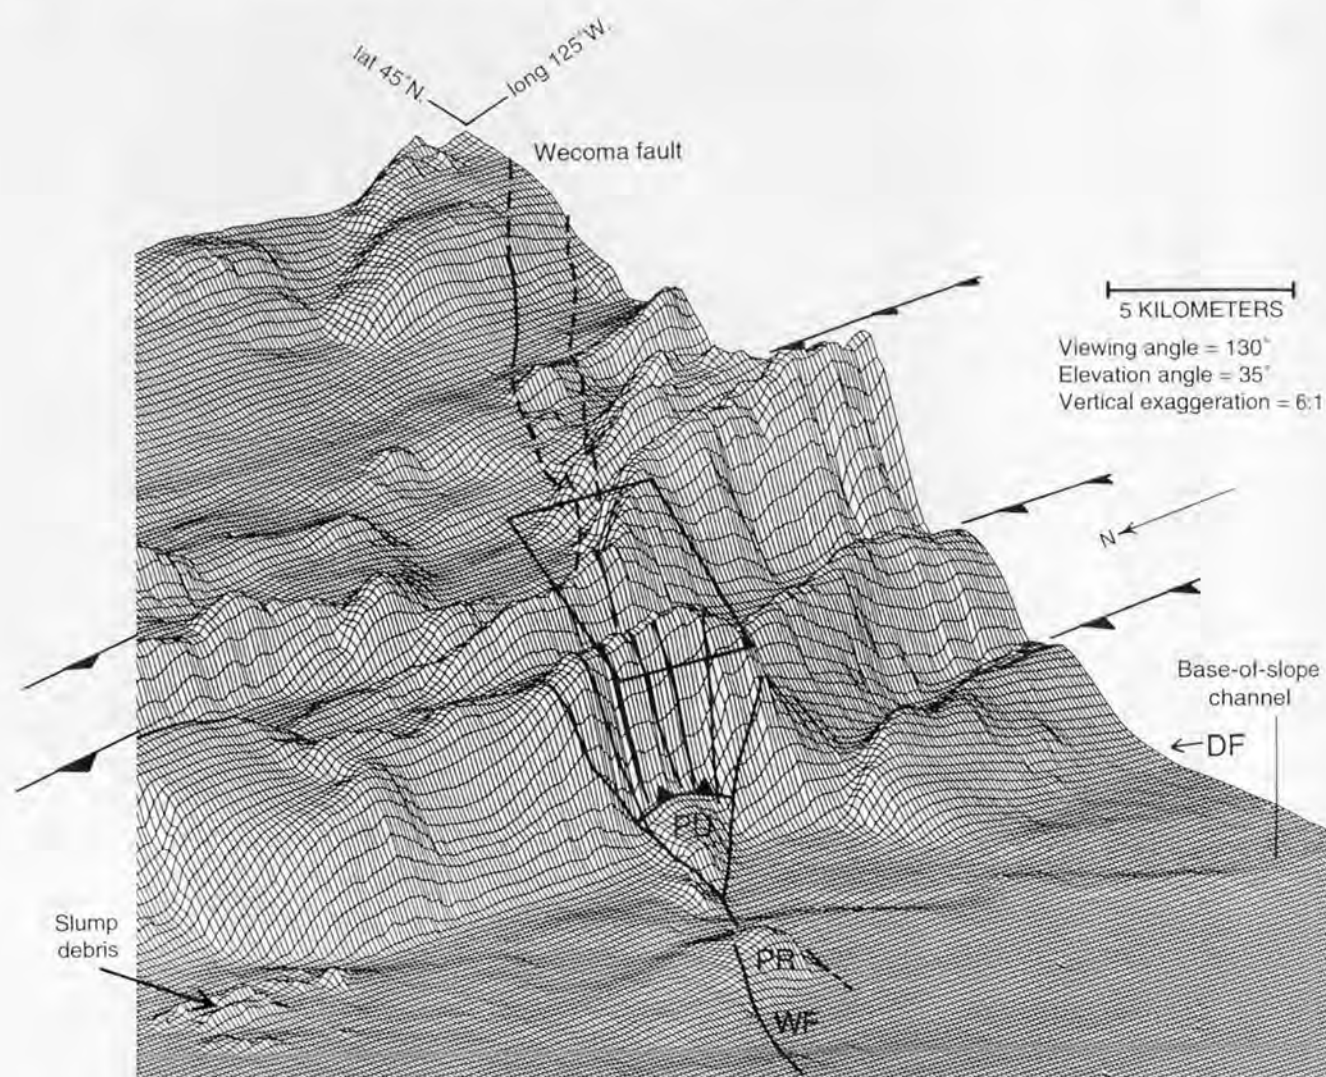 lat 45°N.
long 125°W.
Wecoma fault
5 KILOMETERS
Viewing angle = 130°
Elevation angle = 35°
Vertical exaggeration = 6:1
N
Base-of-slope
channel
DF
PU
Slump
debris
PR
WF